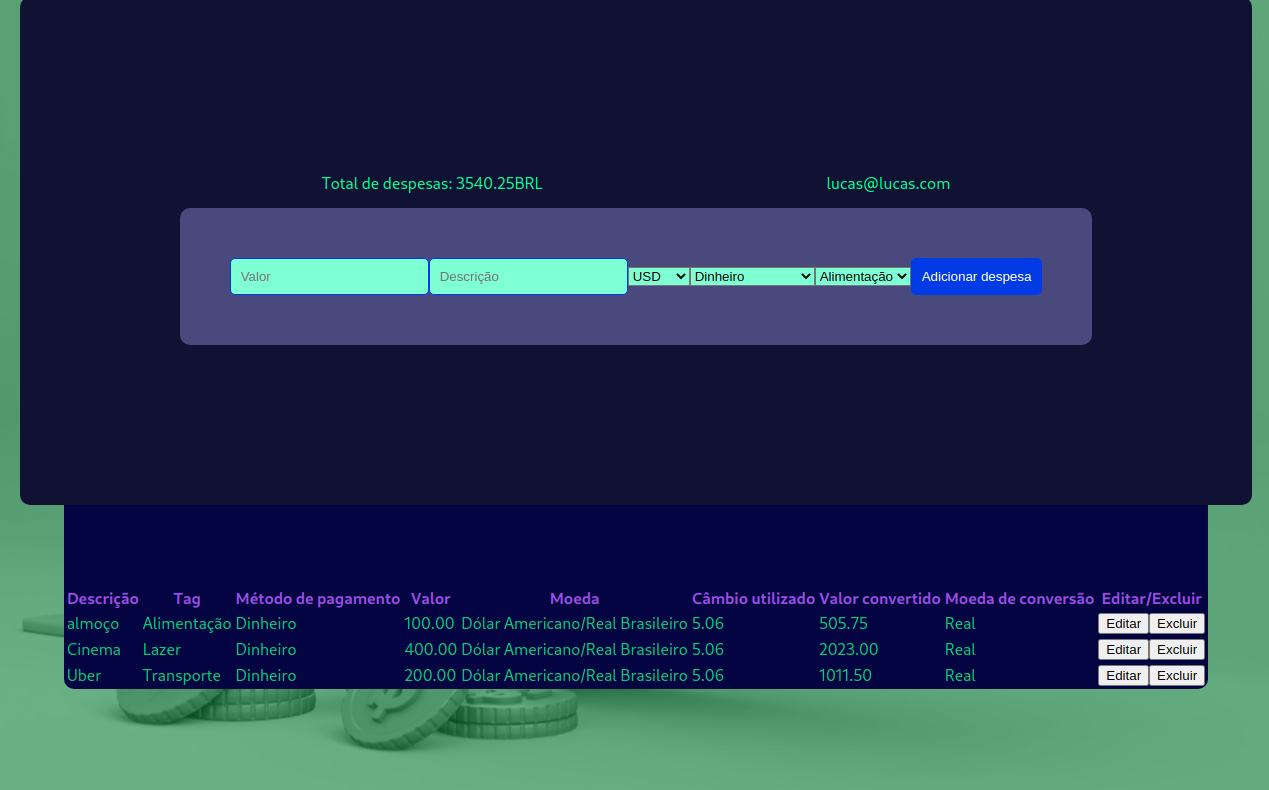 Total de despesas: 3540.25BRL lucas@lucas.com
Valor Descrição USD Dinheiro Alimentação Adicionar despesa
Descrição Tag Método de pagamento Valor Moeda Câmbio utilizado Valor convertido Moeda de conversão Editar/Excluir
almoço Alimentação Dinheiro 100.00 Dólar Americano/Real Brasileiro 5.06 505.75 Real Editar Excluir
Cinema Lazer Dinheiro 400.00 Dólar Americano/Real Brasileiro 5.06 2023.00 Real Editar Excluir
Uber Transporte Dinheiro 200.00 Dólar Americano/Real Brasileiro 5.06 1011.50 Real Editar Excluir